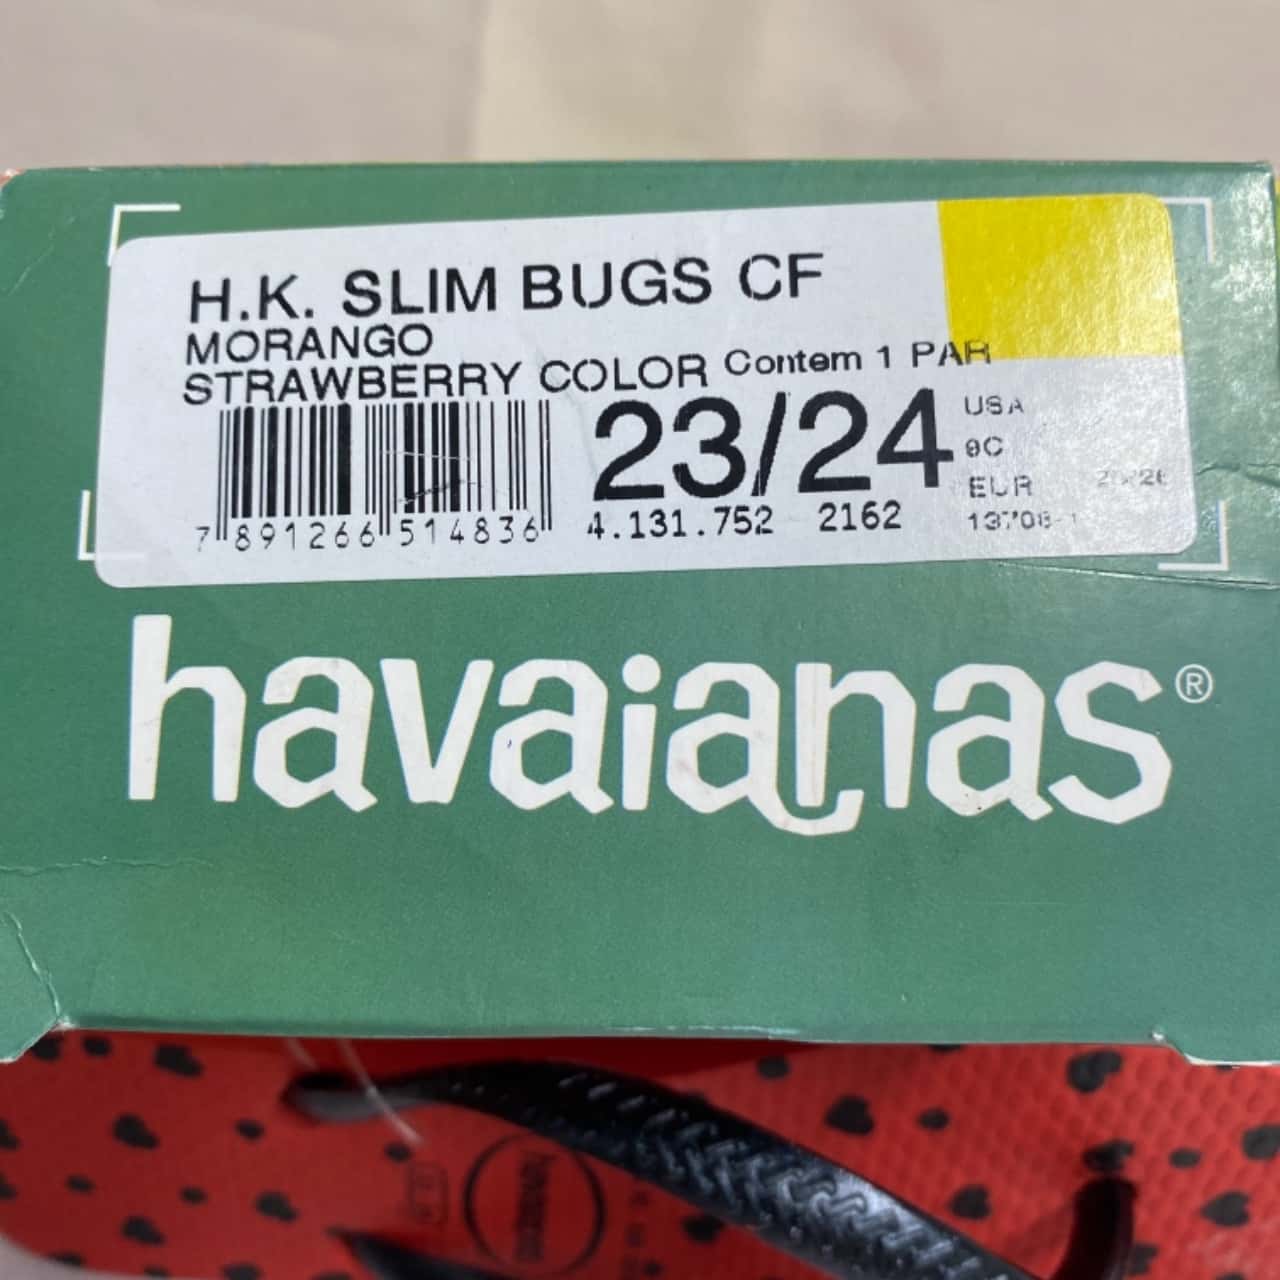 H.K. SLIM BUGS CF
MORANGO
STRAWBERRY COLOR Contem 1 PAR
23/24
USA
9C
EUR
7 891266 514836
4.131.752 2162
havaianas®
havaianas